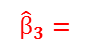 β̂₃ =